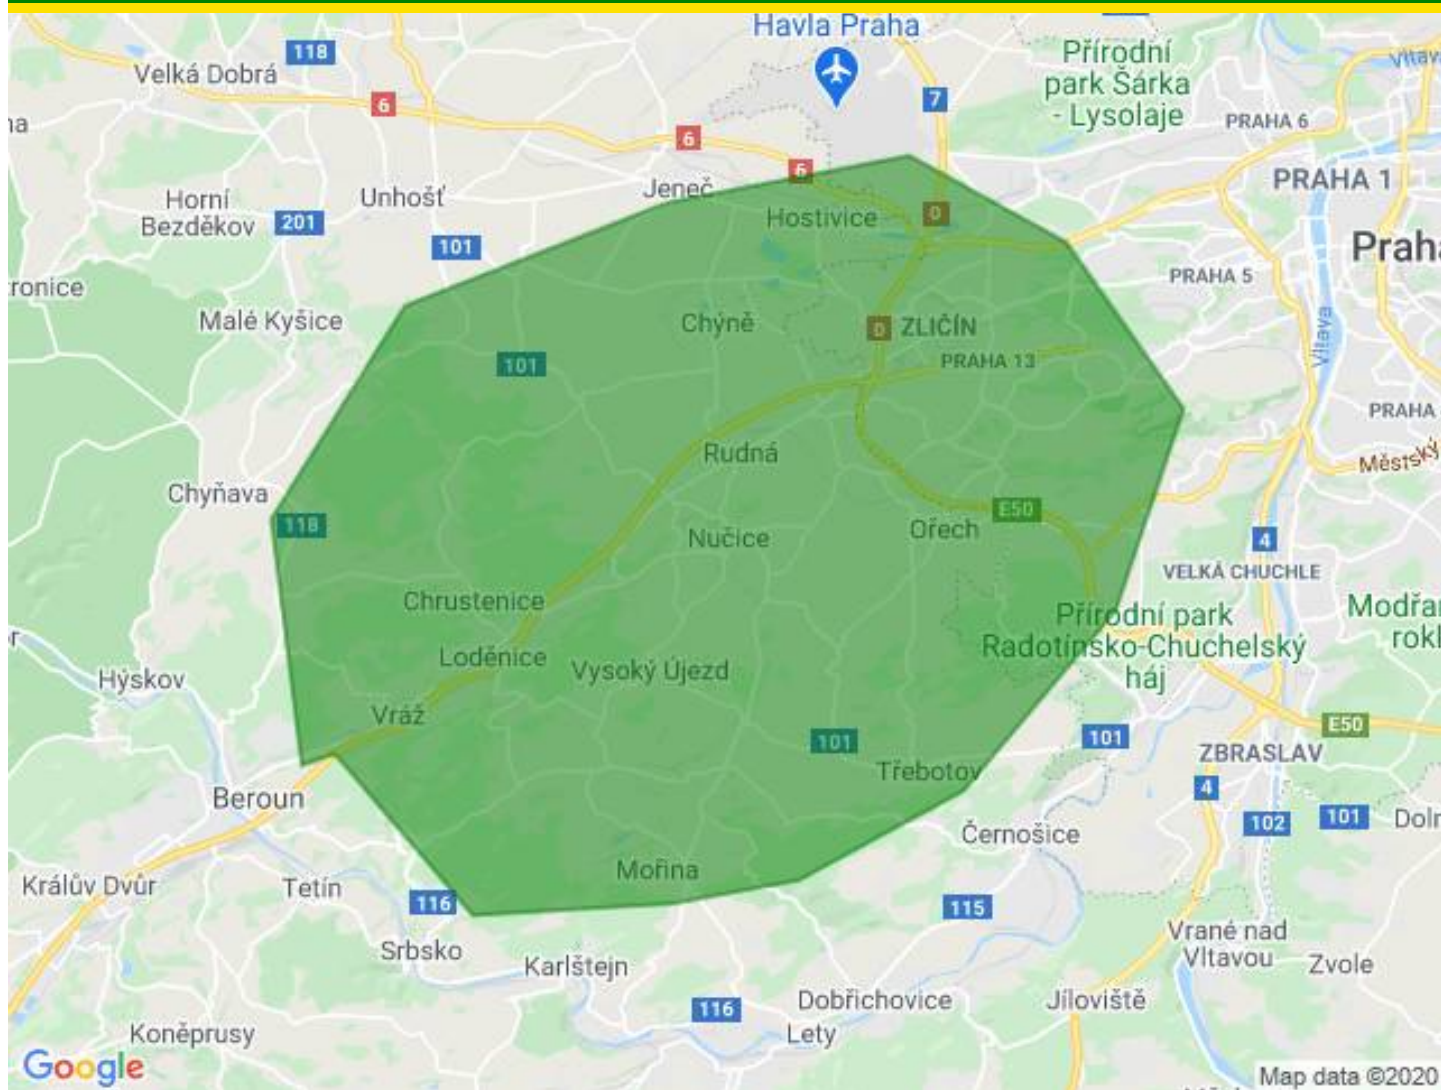 Havla Praha
118
Přírodní
park Šárka
- Lysolaje
Velká Dobrá
6
7
PRAHA 6
6
6
PRAHA 1
Horní
Bezděkov
201
Unhošť
Jeneč
Hostivice
0
101
Praha
PRAHA 5
Malé Kyšice
Chýně
0
ZLIČÍN
Vltava
101
PRAHA 13
PRAHA
Rudná
Městský
Chyňava
118
E50
Ořech
Nučice
4
VELKÁ CHUCHLE
Chrustenice
Přírodní park
Radotínsko-Chuchelský
háj
Loděnice
Vysoký Újezd
Hýskov
Vráž
101
101
E50
ZBRASLAV
Třebotov
4
Beroun
102
101
Černošice
Mořina
Králův Dvůr
Tetín
116
115
Srbsko
Karlštejn
Vrané nad
Vltavou
Zvole
Dobřichovice
Jíloviště
116
Lety
Koněprusy
Google
Map data ©2020